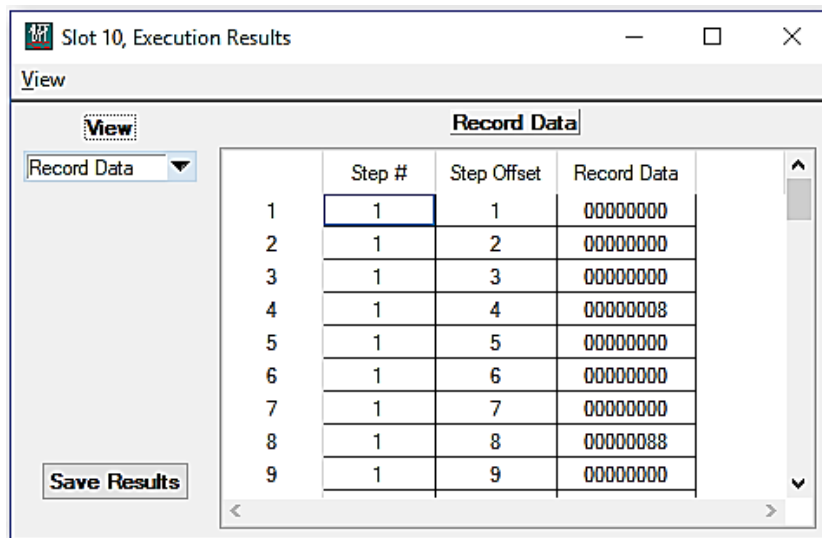 Slot 10, Execution Results
View
View
Record Data
Record Data
Step # Step Offset Record Data
1 1 1 00000000
2 1 2 00000000
3 1 3 00000000
4 1 4 00000008
5 1 5 00000000
6 1 6 00000000
7 1 7 00000000
8 1 8 00000088
9 1 9 00000000
Save Results